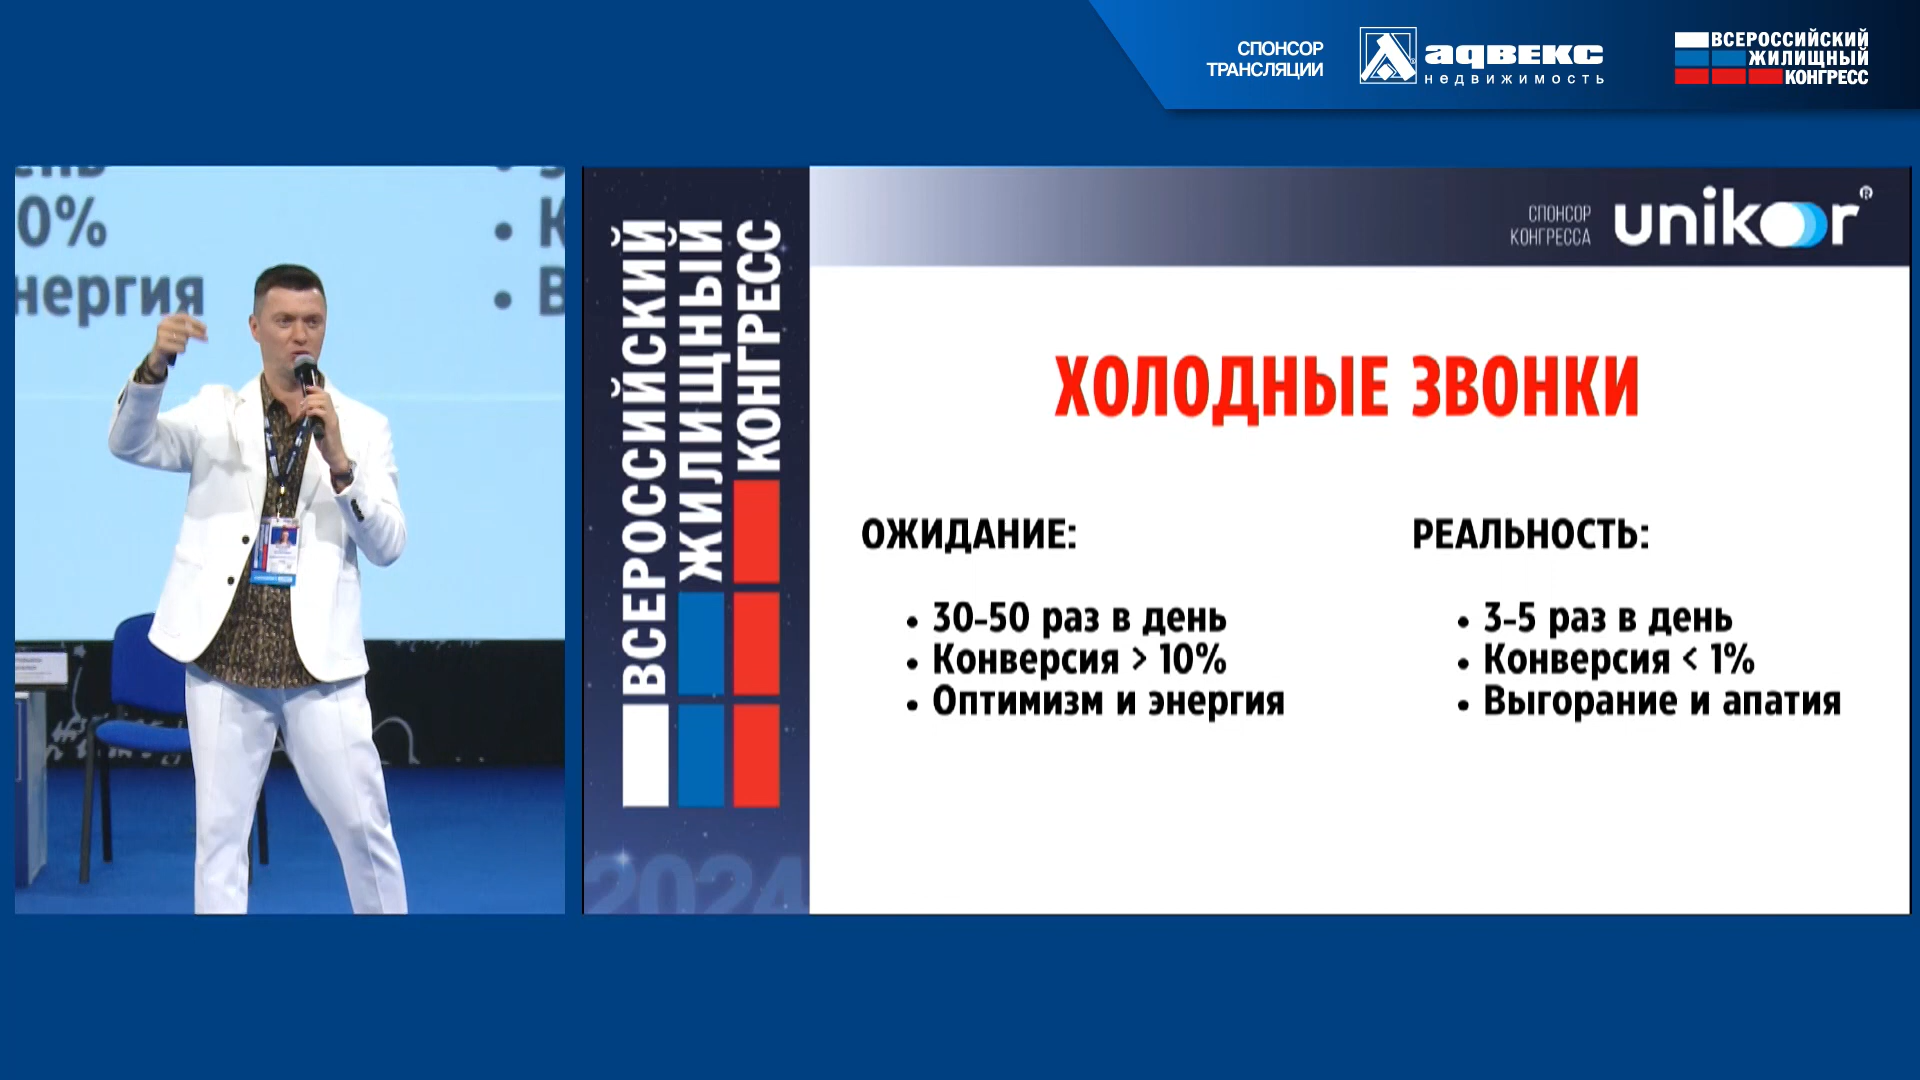 СПОНСОР
ТРАНСЛЯЦИИ
адвекс
недвижимость
ВСЕРОССИЙСКИЙ
ЖИЛИЩНЫЙ
КОНГРЕСС
0%
нергия
• К
• В
ВСЕРОССИЙСКИЙ
ЖИЛИЩНЫЙ
КОНГРЕСС
2024
СПОНСОР
КОНГРЕССА
unikor®
ХОЛОДНЫЕ ЗВОНКИ
ОЖИДАНИЕ:
• 30-50 раз в день
• Конверсия > 10%
• Оптимизм и энергия
РЕАЛЬНОСТЬ:
• 3-5 раз в день
• Конверсия < 1%
• Выгорание и апатия